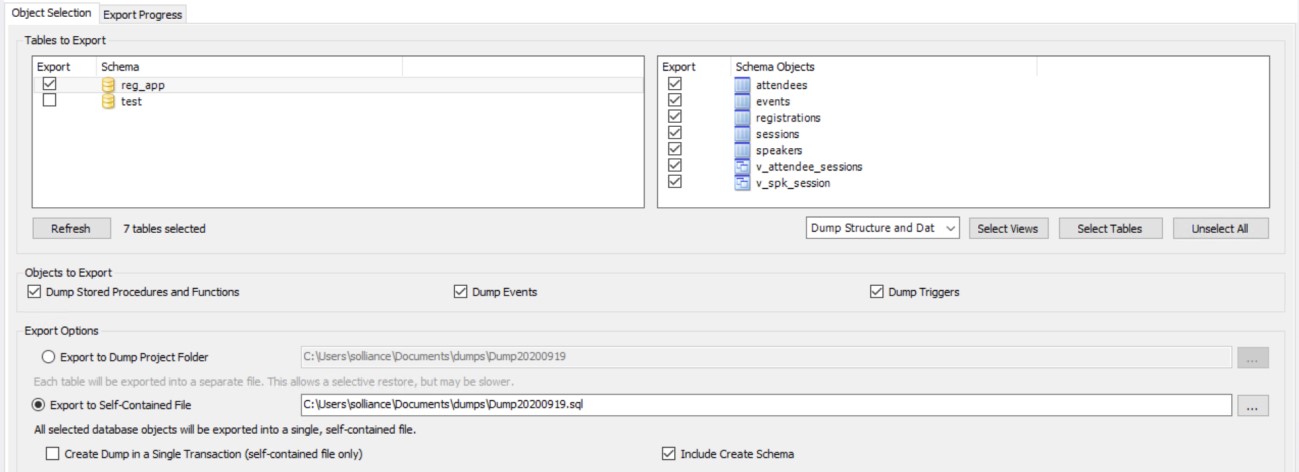 Object Selection Export Progress
Tables to Export
Export Schema
reg_app
test
Export Schema Objects
attendees
events
registrations
sessions
speakers
v_attendee_sessions
v_spk_session
Refresh 7 tables selected Dump Structure and Dat Select Views Select Tables Unselect All
Objects to Export
Dump Stored Procedures and Functions Dump Events Dump Triggers
Export Options
Export to Dump Project Folder C:\Users\solliance\Documents\dumps\Dump20200919 ...
Each table will be exported into a separate file. This allows a selective restore, but may be slower.
Export to Self-Contained File C:\Users\solliance\Documents\dumps\Dump20200919.sql ...
All selected database objects will be exported into a single, self-contained file.
Create Dump in a Single Transaction (self-contained file only) Include Create Schema